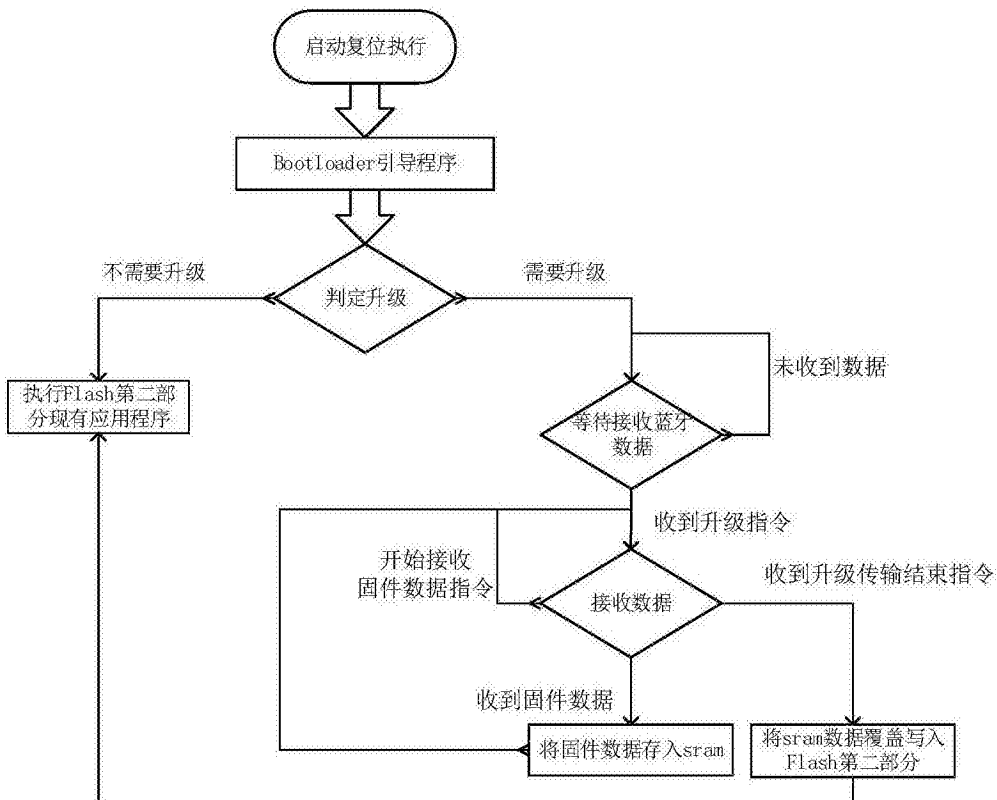 启动复位执行
Bootloader引导程序
不需要升级
需要升级
判定升级
未收到数据
执行Flash第二部
分现有应用程序
等待接收蓝牙
数据
收到升级指令
开始接收
固件数据指令
收到升级传输结束指令
接收数据
收到固件数据
将固件数据存入sram
将sram数据覆盖写入
Flash第二部分